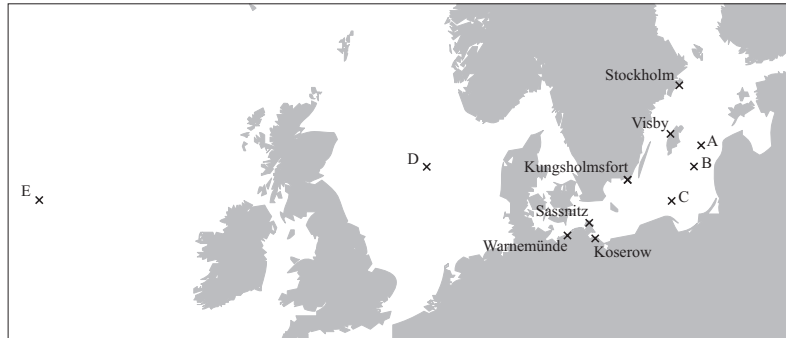 Stockholm
Visby
A
D
B
Kungsholmsfort
E
C
Sassnitz
Warnemünde
Koserow